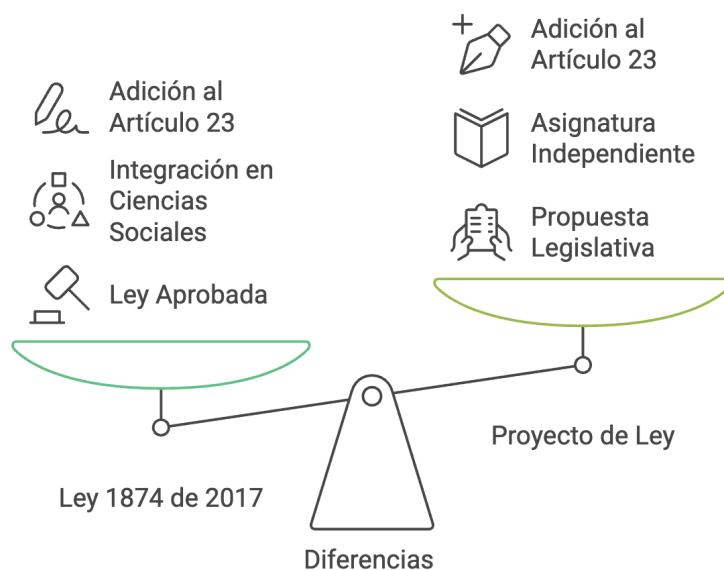 Adición al
Artículo 23
Integración en
Ciencias
Sociales
Ley Aprobada
Ley 1874 de 2017
Adición al
Artículo 23
Asignatura
Independiente
Propuesta
Legislativa
Proyecto de Ley
Diferencias